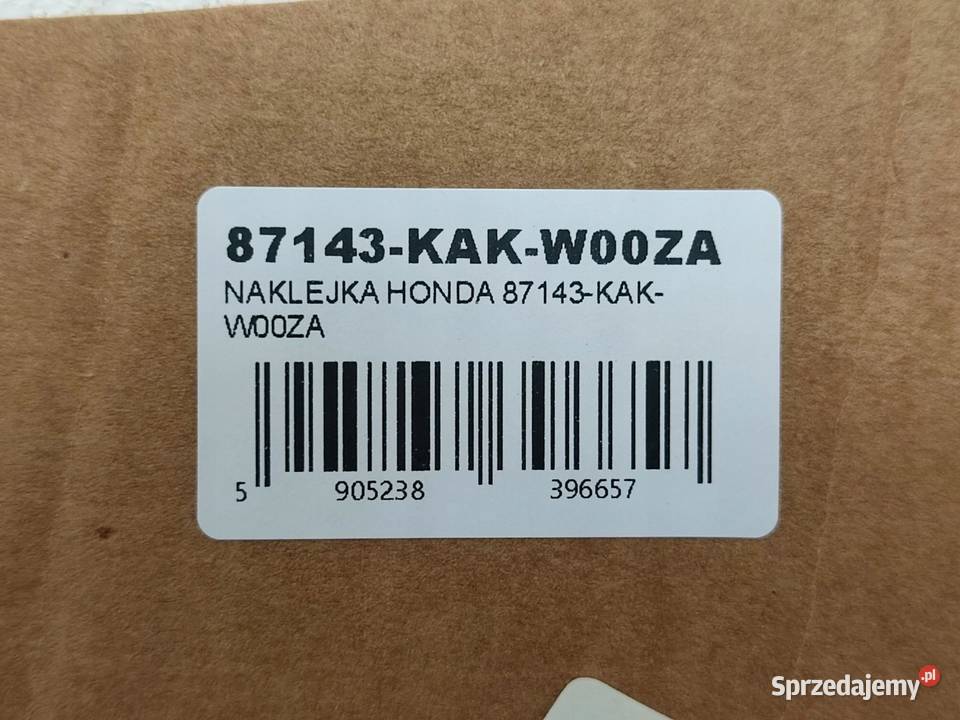 87143-KAK-W00ZA
NAKLEJKA HONDA 87143-KAK-
W00ZA
5 905238 396657
Sprzedajemy.pl